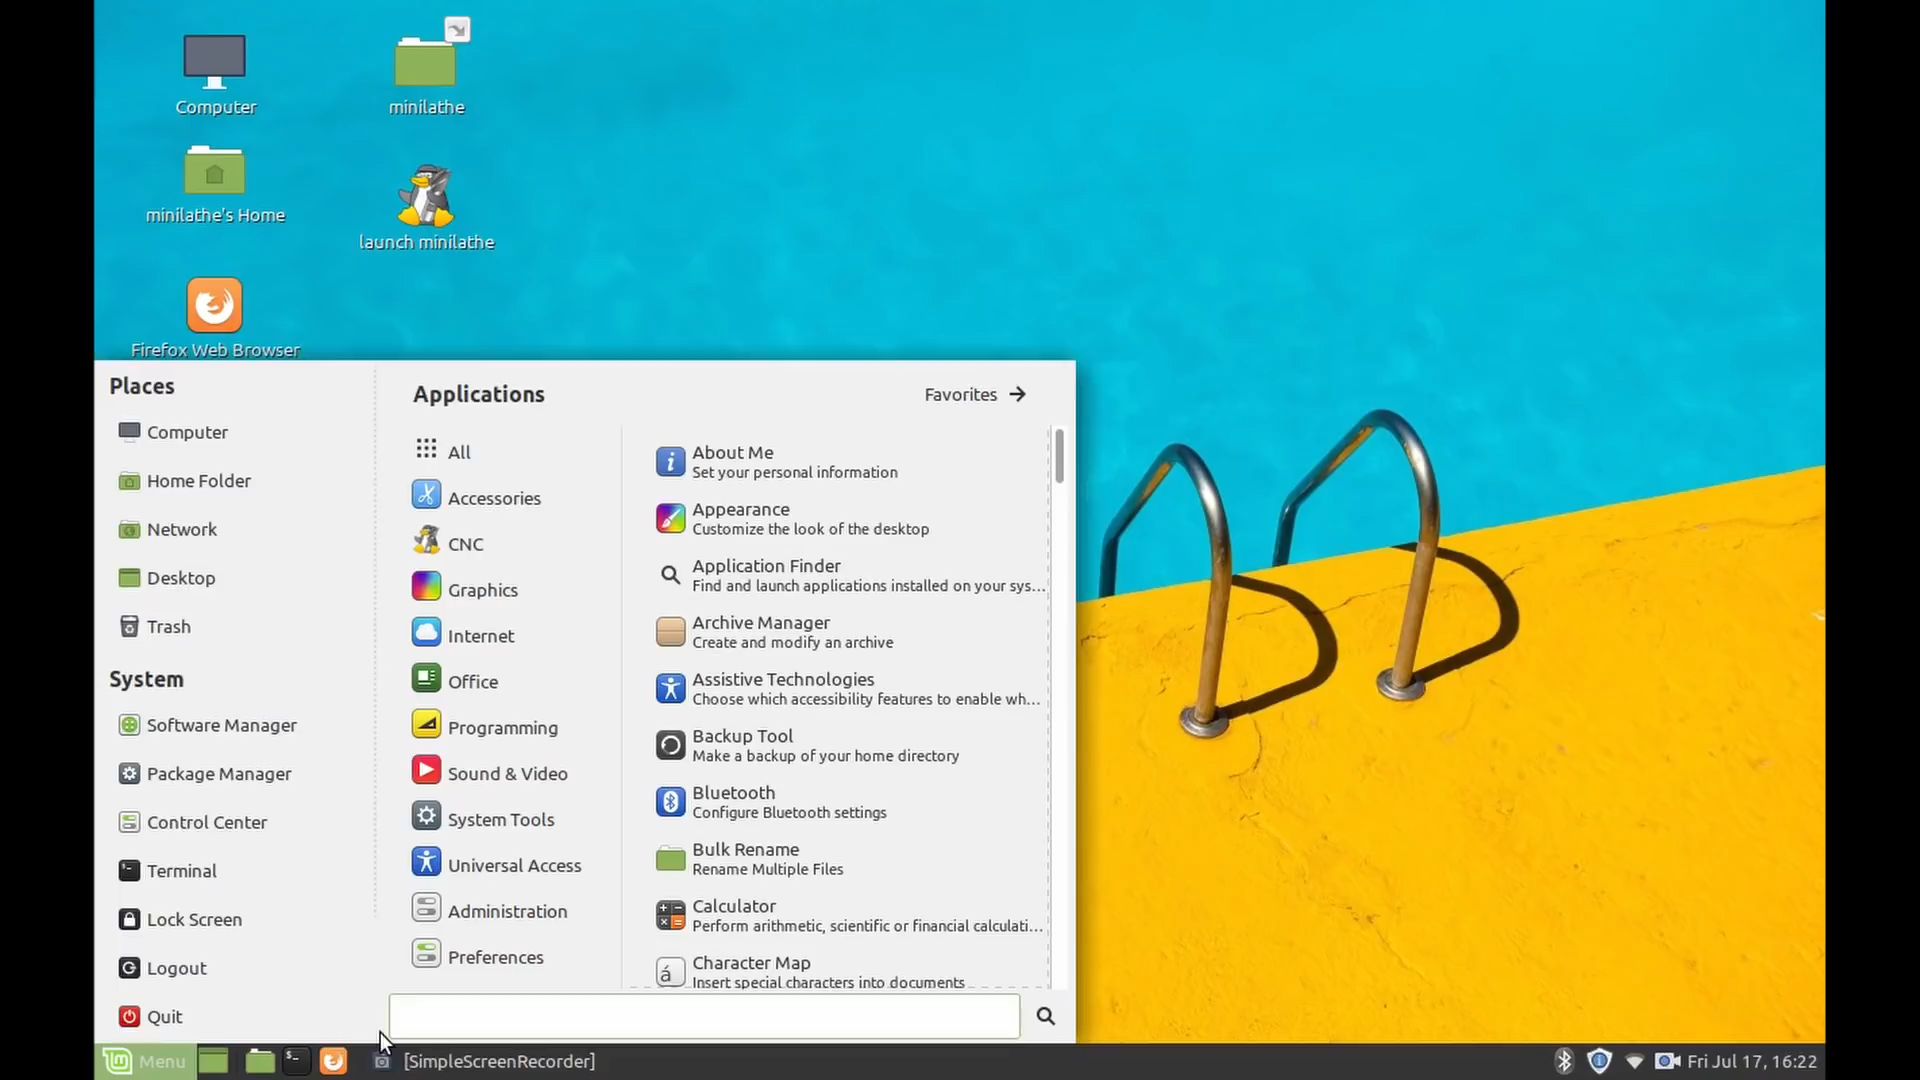 Computer
minilathe
minilathe's Home
launch minilathe
Firefox Web Browser
Places
Computer
Home Folder
Network
Desktop
Trash
System
Software Manager
Package Manager
Control Center
Terminal
Lock Screen
Logout
Quit
Applications
Favorites
All
Accessories
CNC
Graphics
Internet
Office
Programming
Sound & Video
System Tools
Universal Access
Administration
Preferences
About Me
Set your personal information
Appearance
Customize the look of the desktop
Application Finder
Find and launch applications installed on your sys...
Archive Manager
Create and modify an archive
Assistive Technologies
Choose which accessibility features to enable wh...
Backup Tool
Make a backup of your home directory
Bluetooth
Configure Bluetooth settings
Bulk Rename
Rename Multiple Files
Calculator
Perform arithmetic, scientific or financial calculati...
Character Map
Insert special characters into documents
Menu
[SimpleScreenRecorder]
Fri Jul 17, 16:22